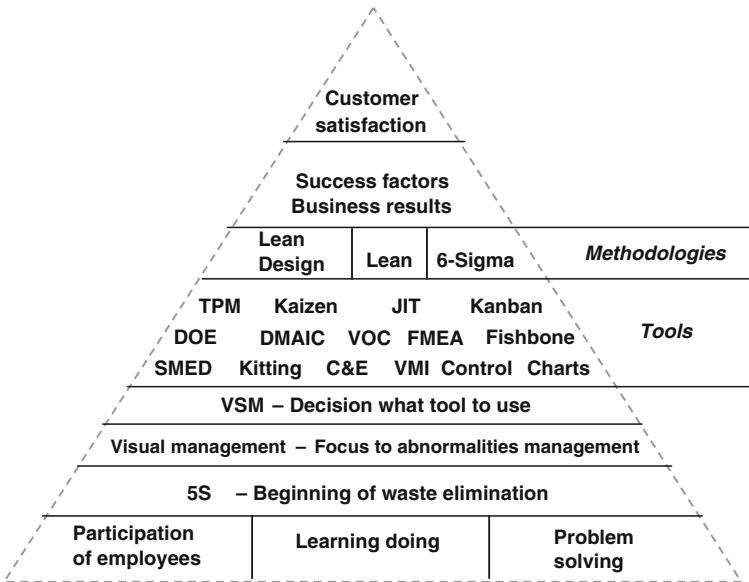 Customer
satisfaction
Success factors
Business results
Lean
Design
Lean
6-Sigma
Methodologies
TPM Kaizen JIT Kanban
DOE DMAIC VOC FMEA Fishbone
Tools
SMED Kitting C&E VMI Control Charts
VSM – Decision what tool to use
Visual management – Focus to abnormalities management
5S – Beginning of waste elimination
Participation
of employees
Learning doing
Problem
solving